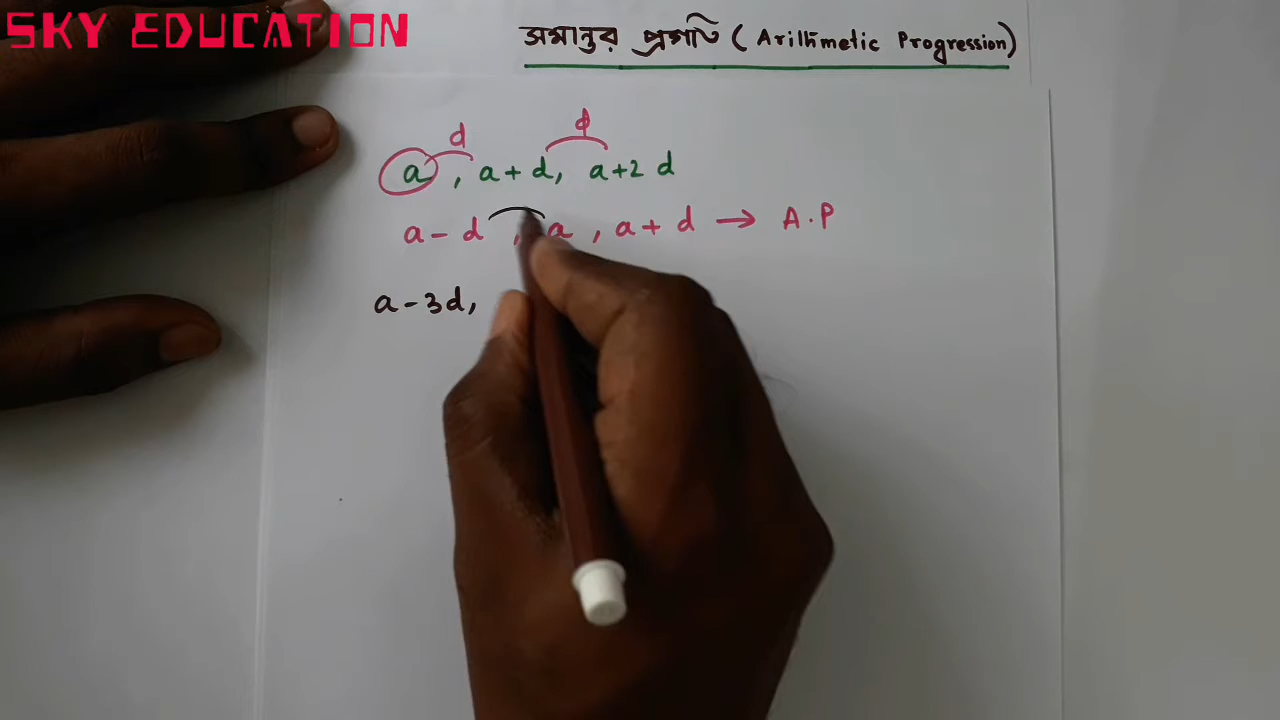 SKY EDUCATION
সমান্তর প্রগতি ( Arithmetic Progression)
d d
a , a + d, a + 2 d
a - d , a , a + d → A.P
a - 3d,